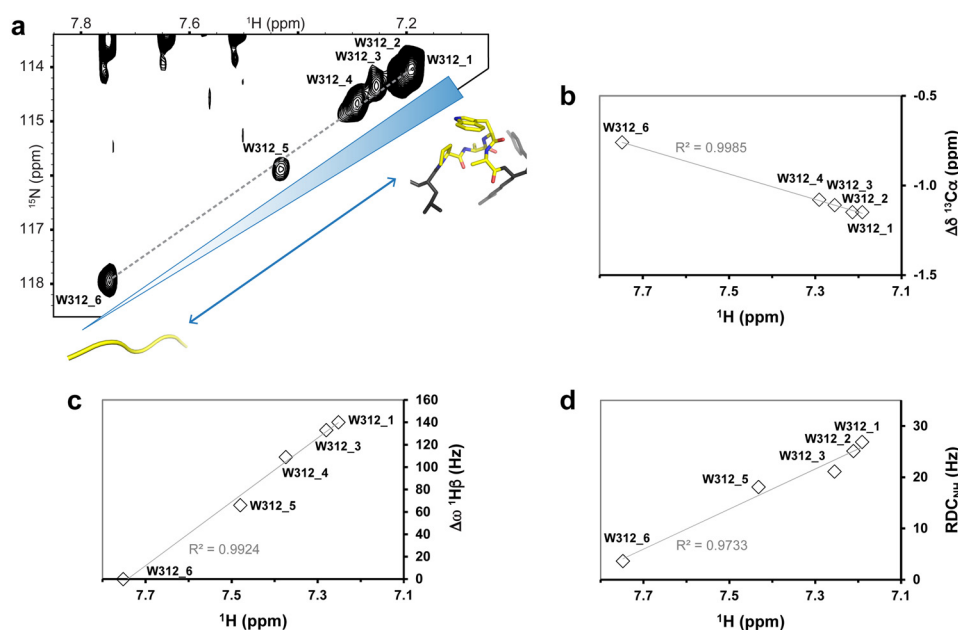 a
7.8
7.6
¹H (ppm)
7.2
114
115
¹⁵N (ppm)
117
118
W312_2
W312_3
W312_1
W312_4
W312_5
W312_6
b
-0.5
-1.0
-1.5
Δδ ¹³Cα (ppm)
W312_6
R² = 0.9985
W312_4
W312_3
W312_2
W312_1
7.7
7.5
7.3
7.1
¹H (ppm)
c
160
140
120
100
80
60
40
20
0
Δω ¹Hβ (Hz)
W312_1
W312_3
W312_4
W312_5
R² = 0.9924
W312_6
7.7
7.5
7.3
7.1
¹H (ppm)
d
30
20
10
0
RDC_NH (Hz)
W312_1
W312_2
W312_3
W312_5
W312_6
R² = 0.9733
7.7
7.5
7.3
7.1
¹H (ppm)